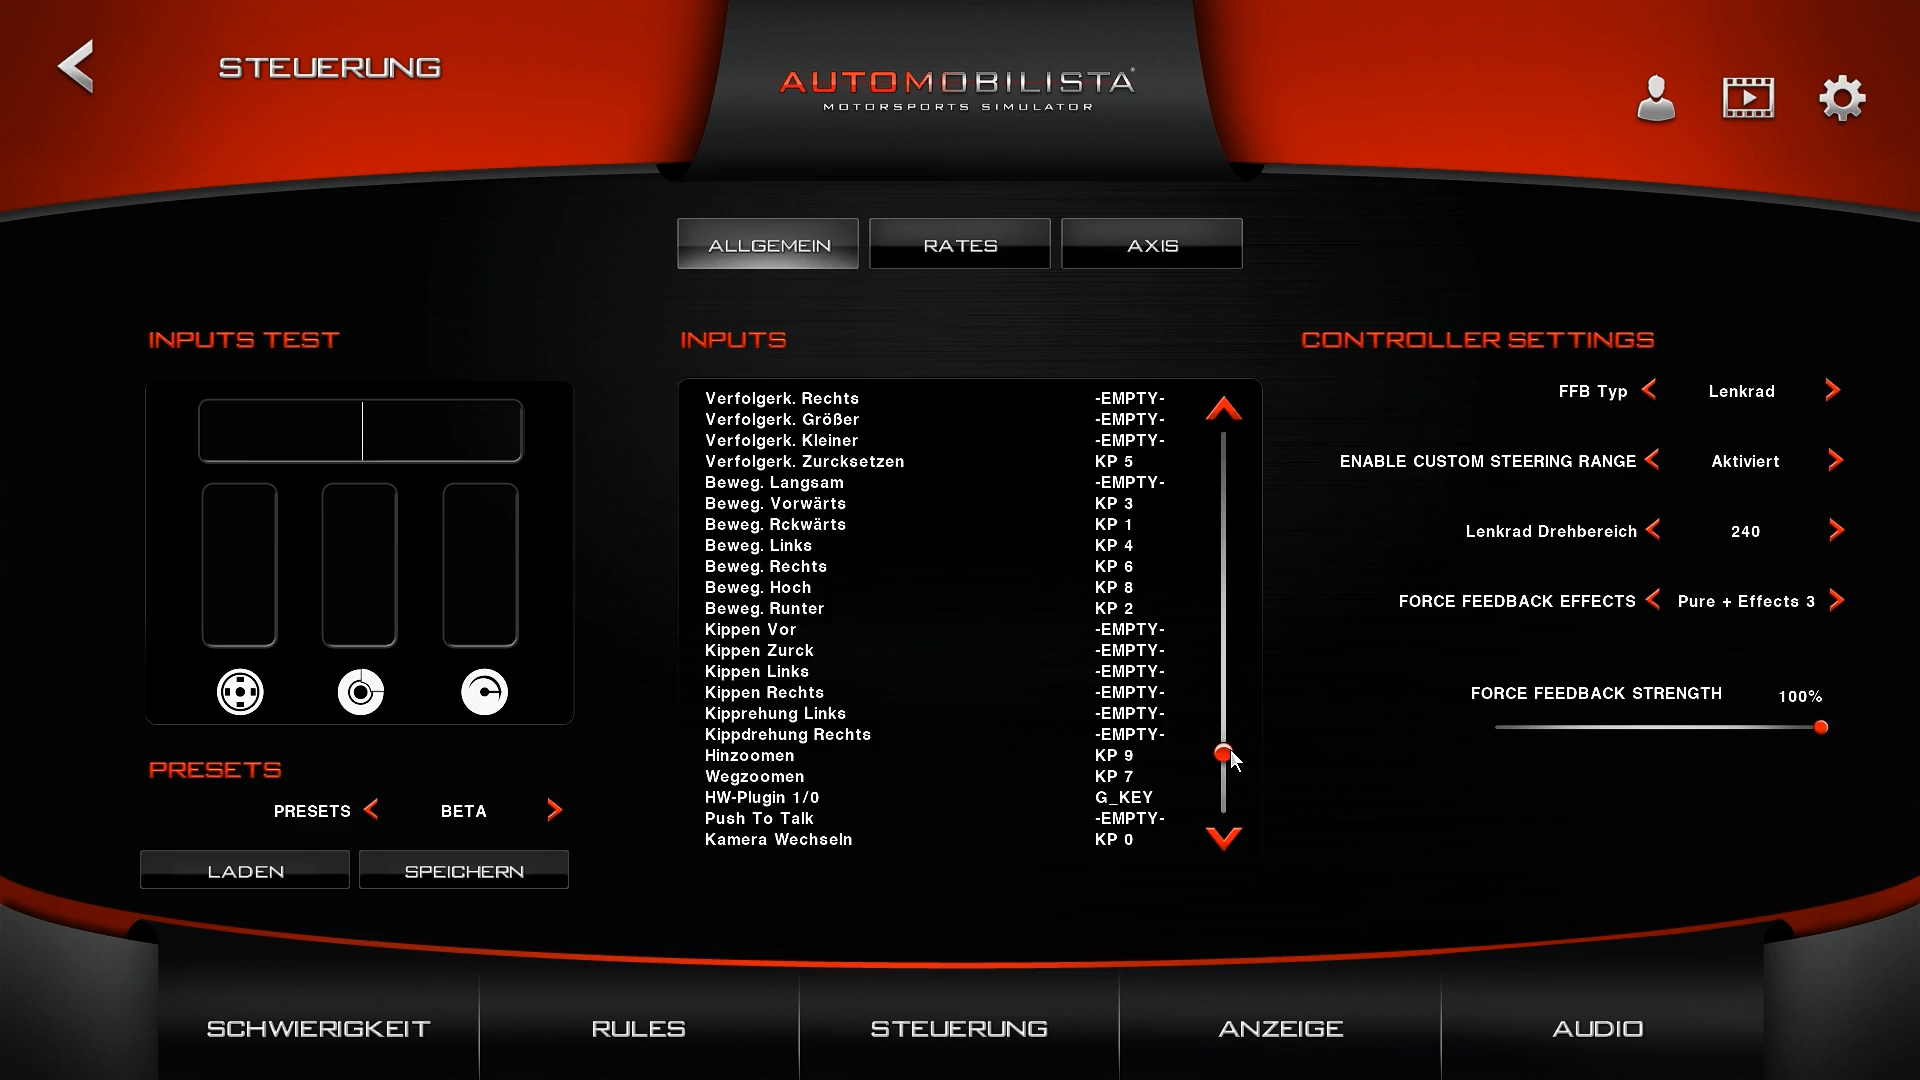 STEUERUNG
AUTOMOBILISTA
MOTORSPORTS SIMULATOR
ALLGEMEIN RATES AXIS
INPUTS TEST
INPUTS
Verfolgerk. Rechts -EMPTY-
Verfolgerk. Größer -EMPTY-
Verfolgerk. Kleiner -EMPTY-
Verfolgerk. Zurcksetzen KP 5
Beweg. Langsam -EMPTY-
Beweg. Vorwärts KP 3
Beweg. Rckwärts KP 1
Beweg. Links KP 4
Beweg. Rechts KP 6
Beweg. Hoch KP 8
Beweg. Runter KP 2
Kippen Vor -EMPTY-
Kippen Zurck -EMPTY-
Kippen Links -EMPTY-
Kippen Rechts -EMPTY-
Kipprehung Links -EMPTY-
Kippdrehung Rechts -EMPTY-
Hinzoomen KP 9
Wegzoomen KP 7
HW-Plugin 1/0 G_KEY
Push To Talk -EMPTY-
Kamera Wechseln KP 0
CONTROLLER SETTINGS
FFB Typ Lenkrad
ENABLE CUSTOM STEERING RANGE Aktiviert
Lenkrad Drehbereich 240
FORCE FEEDBACK EFFECTS Pure + Effects 3
FORCE FEEDBACK STRENGTH 100%
PRESETS
PRESETS BETA
LADEN SPEICHERN
SCHWIERIGKEIT RULES STEUERUNG ANZEIGE AUDIO